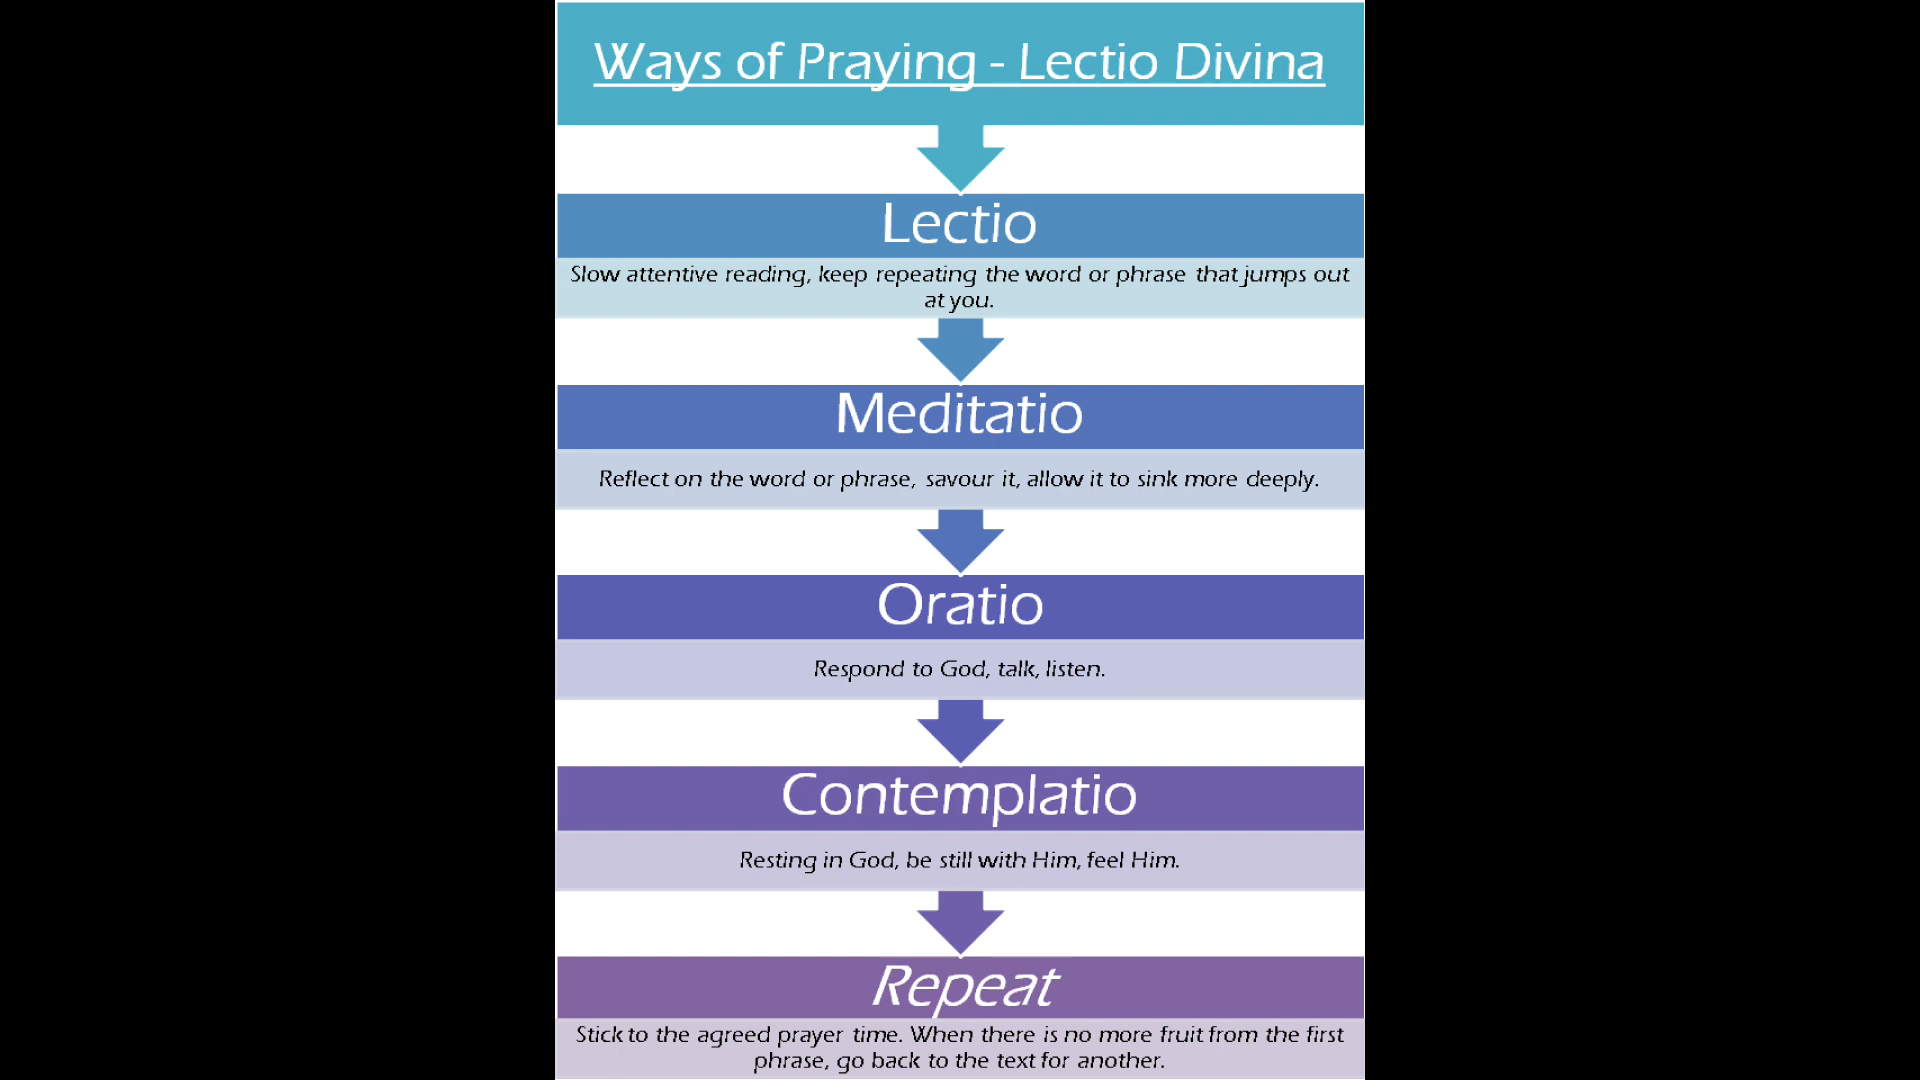 Ways of Praying - Lectio Divina
Lectio
Slow attentive reading, keep repeating the word or phrase that jumps out
at you.
Meditatio
Reflect on the word or phrase, savour it, allow it to sink more deeply.
Oratio
Respond to God, talk, listen.
Contemplatio
Resting in God, be still with Him, feel Him.
Repeat
Stick to the agreed prayer time. When there is no more fruit from the first
phrase, go back to the text for another.